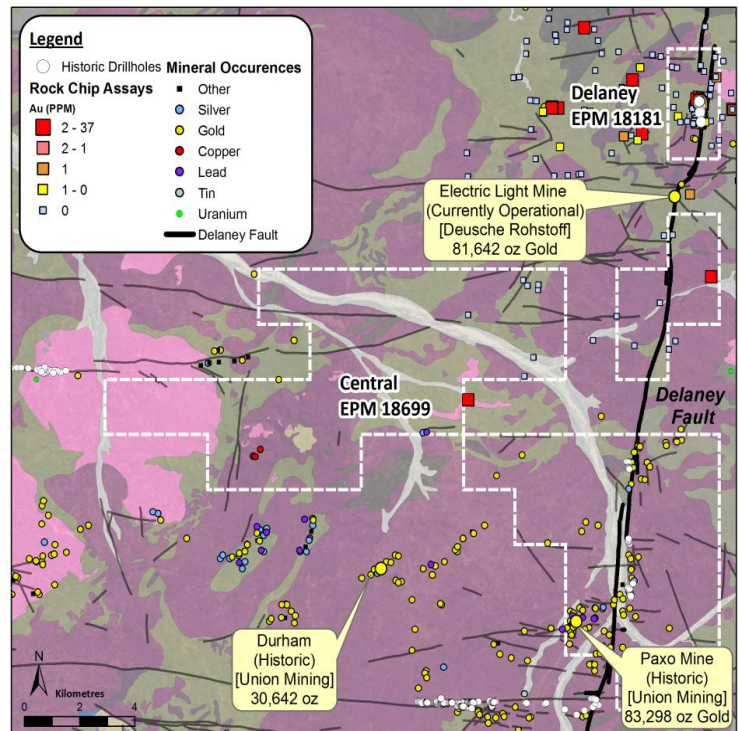 Legend
Historic Drillholes
Rock Chip Assays
Au (PPM)
2 - 37
2 - 1
1
1 - 0
0
Mineral Occurences
Other
Silver
Gold
Copper
Lead
Tin
Uranium
Delaney Fault
Delaney
EPM 18181
Electric Light Mine
(Currently Operational)
[Deusche Rohstoff]
81,642 oz Gold
Central
EPM 18699
Delaney
Fault
Durham
(Historic)
[Union Mining]
30,642 oz
Paxo Mine
(Historic)
[Union Mining]
83,298 oz Gold
N
Kilometres
0 2 4